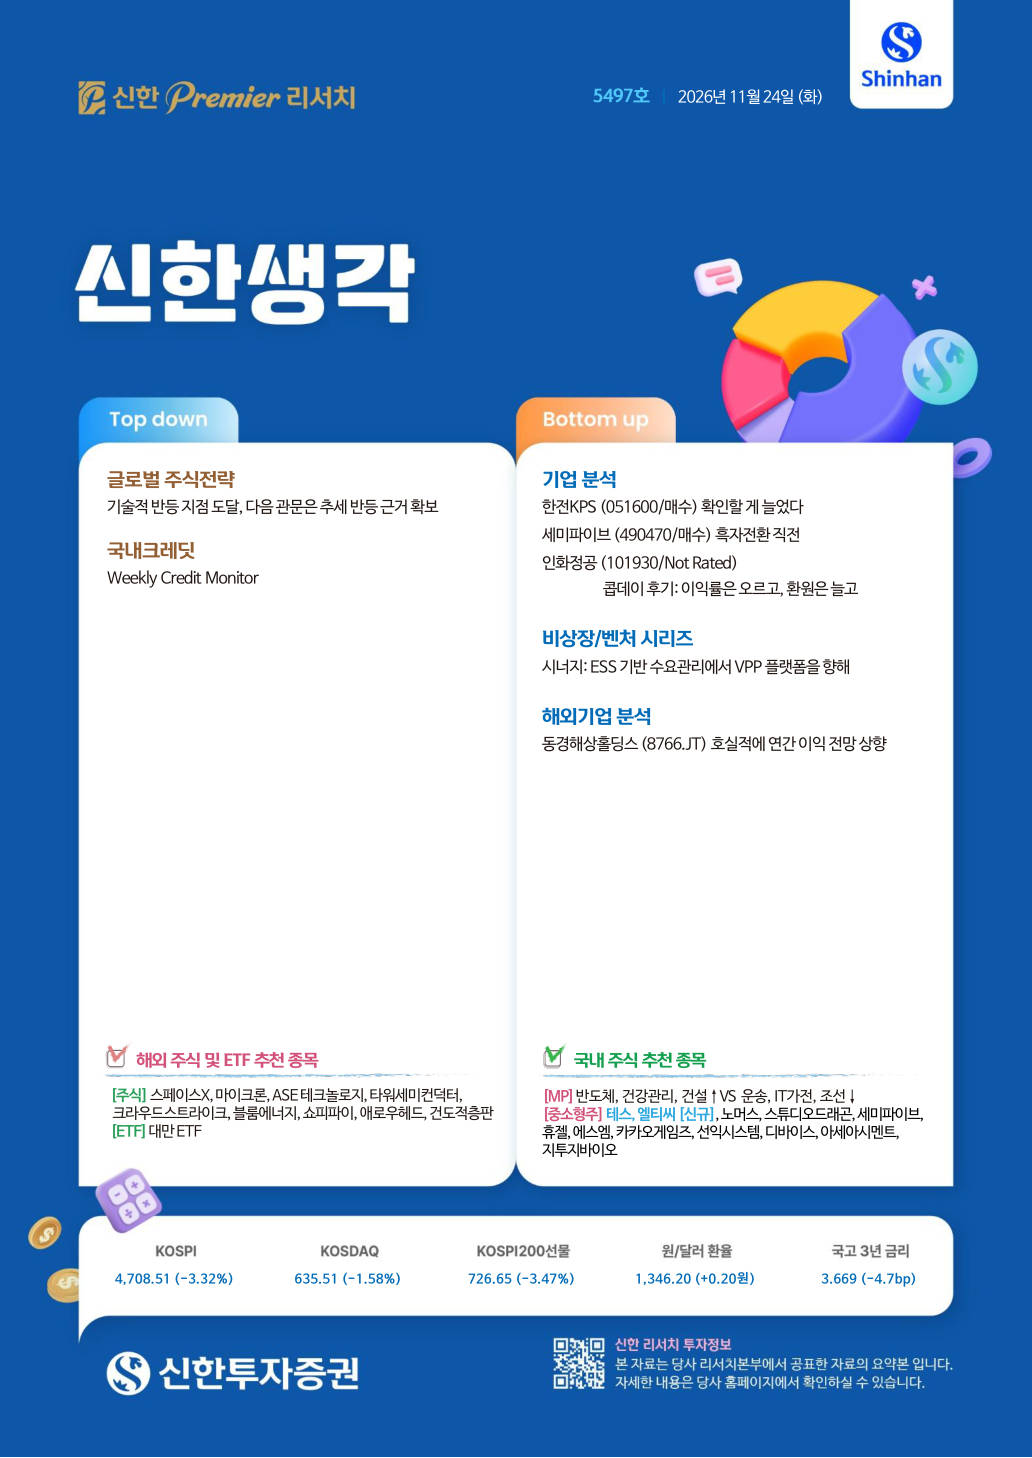 신한 Premier 리서치
5497호 | 2026년 11월 24일 (화)
Shinhan
신한생각
Top down
글로벌 주식전략
기술적 반등 지점 도달, 다음 관문은 추세 반등 근거 확보
국내크레딧
Weekly Credit Monitor
해외 주식 및 ETF 추천 종목
[주식] 스페이스X, 마이크론, ASE테크놀로지, 타워세미컨덕터,
크라우드스트라이크, 블룸에너지, 쇼피파이, 애로우헤드, 건도적층판
[ETF] 대만 ETF
Bottom up
기업 분석
한전KPS (051600/매수) 확인할 게 늘었다
세미파이브 (490470/매수) 흑자전환 직전
인화정공 (101930/Not Rated)
콥데이 후기: 이익률은 오르고, 환원은 늘고
비상장/벤처 시리즈
시너지: ESS 기반 수요관리에서 VPP 플랫폼을 향해
해외기업 분석
동경해상홀딩스 (8766.JT) 호실적에 연간 이익 전망 상향
국내 주식 추천 종목
[MP] 반도체, 건강관리, 건설↑VS 운송, IT가전, 조선↓
[중소형주] 테스, 엘티씨 [신규], 노머스, 스튜디오드래곤, 세미파이브,
휴젤, 에스엠, 카카오게임즈, 선익시스템, 디바이스, 아세아시멘트,
지투지바이오
KOSPI KOSDAQ KOSPI200선물 원/달러 환율 국고 3년 금리
4,708.51 (-3.32%) 635.51 (-1.58%) 726.65 (-3.47%) 1,346.20 (+0.20원) 3.669 (-4.7bp)
신한투자증권
신한 리서치 투자정보
본 자료는 당사 리서치본부에서 공표한 자료의 요약본 입니다.
자세한 내용은 당사 홈페이지에서 확인하실 수 있습니다.